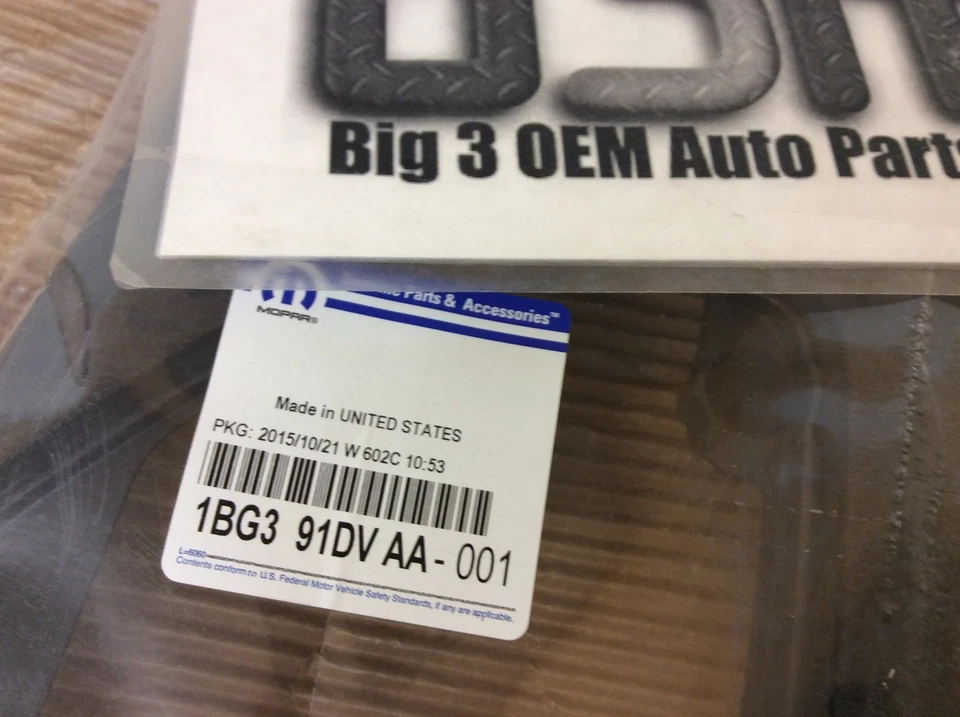 Big 3 OEM Auto Parts
Parts & Accessories™
MOPAR®
Made in UNITED STATES
PKG: 2015/10/21 W 602C 10:53
1BG3 91DV AA - 001
L=6060
Contents conform to U.S. Federal Motor Vehicle Safety Standards, if any are applicable.